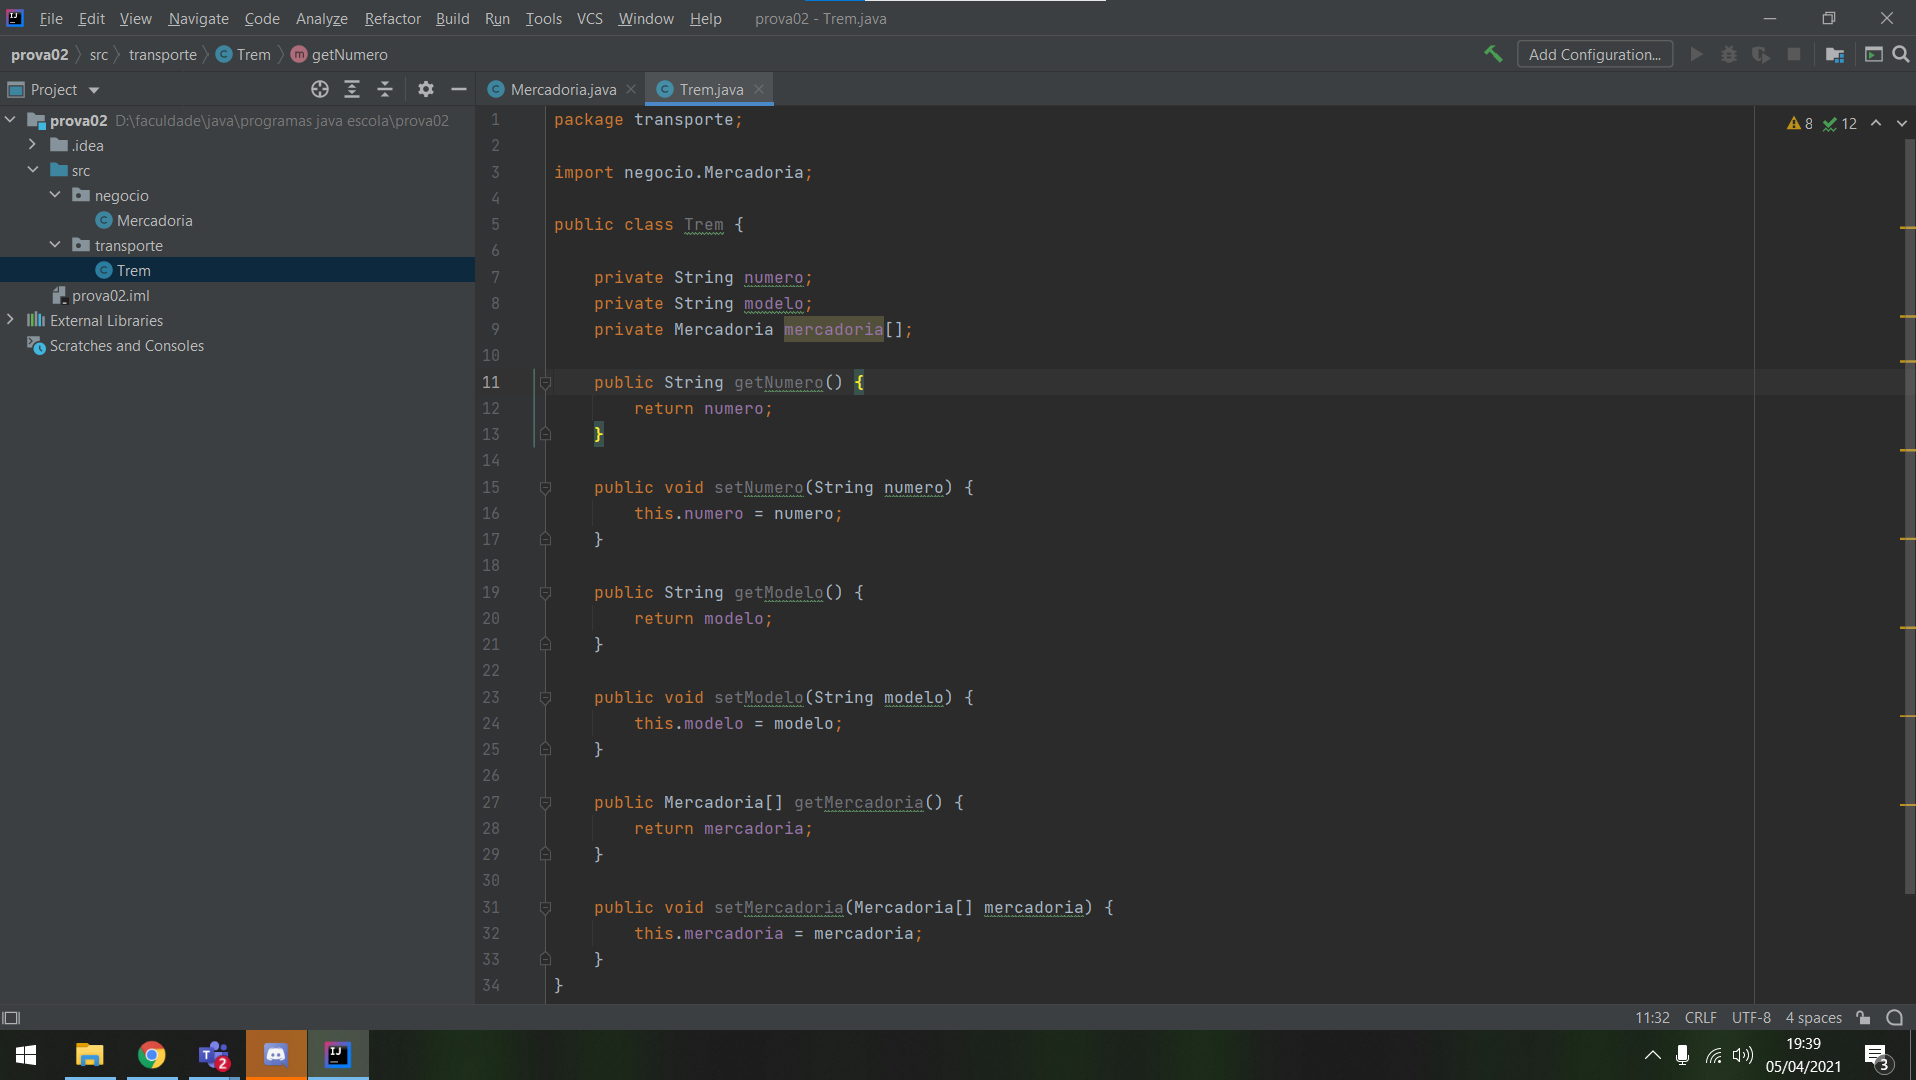 File Edit View Navigate Code Analyze Refactor Build Run Tools VCS Window Help prova02 - Trem.java
prova02 src transporte Trem getNumero Add Configuration...
Project
Mercadoria.java Trem.java
prova02 D:\faculdade\java\programas java escola\prova02
.idea
src
negocio
Mercadoria
transporte
Trem
prova02.iml
External Libraries
Scratches and Consoles
8 12
1 package transporte;
2
3 import negocio.Mercadoria;
4
5 public class Trem {
6
7 private String numero;
8 private String modelo;
9 private Mercadoria mercadoria[];
10
11 public String getNumero() {
12 return numero;
13 }
14
15 public void setNumero(String numero) {
16 this.numero = numero;
17 }
18
19 public String getModelo() {
20 return modelo;
21 }
22
23 public void setModelo(String modelo) {
24 this.modelo = modelo;
25 }
26
27 public Mercadoria[] getMercadoria() {
28 return mercadoria;
29 }
30
31 public void setMercadoria(Mercadoria[] mercadoria) {
32 this.mercadoria = mercadoria;
33 }
34 }
11:32 CRLF UTF-8 4 spaces
2
19:39
05/04/2021
3